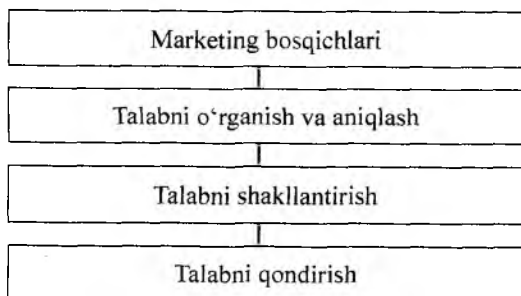 Marketing bosqichlari
Talabni o‘rganish va aniqlash
Talabni shakllantirish
Talabni qondirish